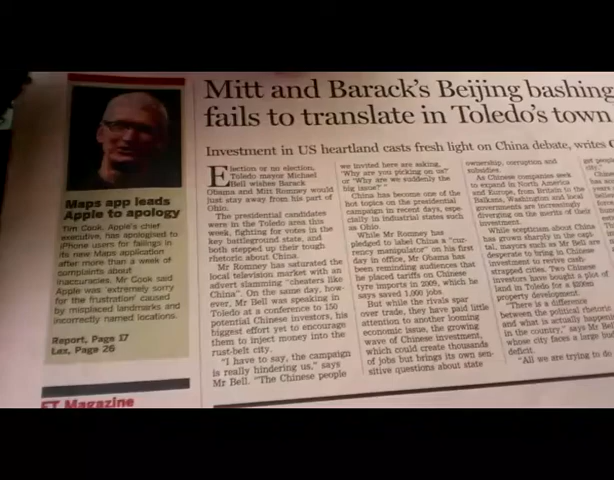 Mitt and Barack's Beijing bashing
fails to translate in Toledo's town
Investment in US heartland casts fresh light on China debate, writes
Maps app leads
Apple to apology
Tim Cook, Apple's chief
executive, has apologised to
iPhone users for failings in
its new Maps application
after more than a week of
complaints about
inaccuracies. Mr Cook said
Apple was 'extremely sorry
for the frustration' caused
by misplaced landmarks and
incorrectly named locations.
Report, Page 17
Lex, Page 26
FT Magazine
Election or no election,
Toledo mayor Michael
Bell wishes Barack
Obama and Mitt Romney would
just stay away from his part of
Ohio.
The presidential candidates
were in the Toledo area this
week, fighting for votes in the
key battleground state, and
both stepped up their tough
rhetoric about China.
Mr Romney has saturated the
local television market with an
advert slamming "cheaters like
China". On the same day, how-
ever, Mr Bell was speaking in
Toledo at a conference to 150
potential Chinese investors, his
biggest effort yet to encourage
them to inject money into the
rust-belt city.
"I have to say, the campaign
is really hindering us," says
Mr Bell. "The Chinese people
we invited here are asking,
'Why are you picking on us?'
or 'Why are we suddenly the
big issue?'"
China has become one of the
hot topics on the presidential
campaign in recent days, espe-
cially in industrial states such
as Ohio.
While Mr Romney has
pledged to label China a "cur-
rency manipulator" on his first
day in office, Mr Obama has
been reminding audiences that
he placed tariffs on Chinese
tyre imports in 2009, which he
says saved 1,000 jobs.
But while the rivals spar
over trade, they have paid little
attention to another looming
economic issue, the growing
wave of Chinese investment,
which could create thousands
of jobs but brings its own sen-
sitive questions about state
ownership, corruption and
subsidies.
As Chinese companies seek
to expand in North America
and Europe, from Britain to the
Balkans, Washington and local
governments are increasingly
diverging on the merits of their
investment.
While scepticism about China
has grown sharply in the capi-
tal, mayors such as Mr Bell are
desperate to bring in Chinese
investment to revive cash-
strapped cities. Two Chinese
investors have bought a plot of
land in Toledo for a $200m
property development.
"There is a difference
between the political rhetoric
and what is actually happening
in the country," says Mr Bell,
whose city faces a large budget
deficit.
"All we are trying to do